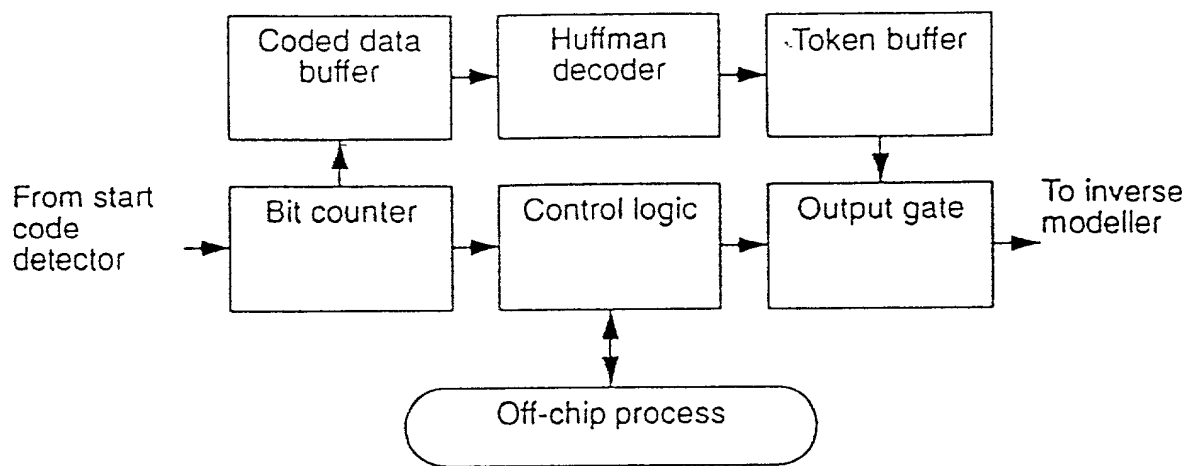 Coded data
buffer
Huffman
decoder
Token buffer
From start
code
detector
Bit counter
Control logic
Output gate
To inverse
modeller
Off-chip process